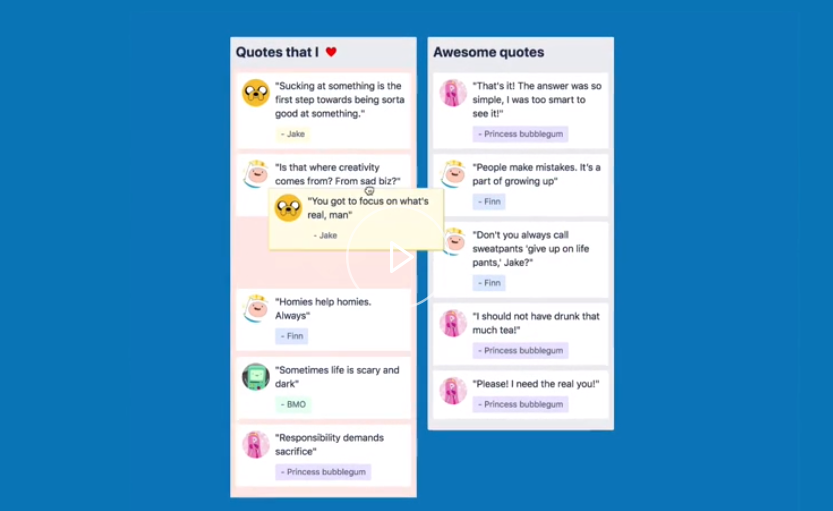 Quotes that I
"Sucking at something is the
first step towards being sorta
good at something."
- Jake
"Is that where creativity
comes from? From sad biz?"
"You got to focus on what's
real, man"
- Jake
"Homies help homies.
Always"
- Finn
"Sometimes life is scary and
dark"
- BMO
"Responsibility demands
sacrifice"
- Princess bubblegum
Awesome quotes
"That's it! The answer was so
simple, I was too smart to
see it!"
- Princess bubblegum
"People make mistakes. It's a
part of growing up"
- Finn
"Don't you always call
sweatpants 'give up on life
pants,' Jake?"
- Finn
"I should not have drunk that
much tea!"
- Princess bubblegum
"Please! I need the real you!"
- Princess bubblegum